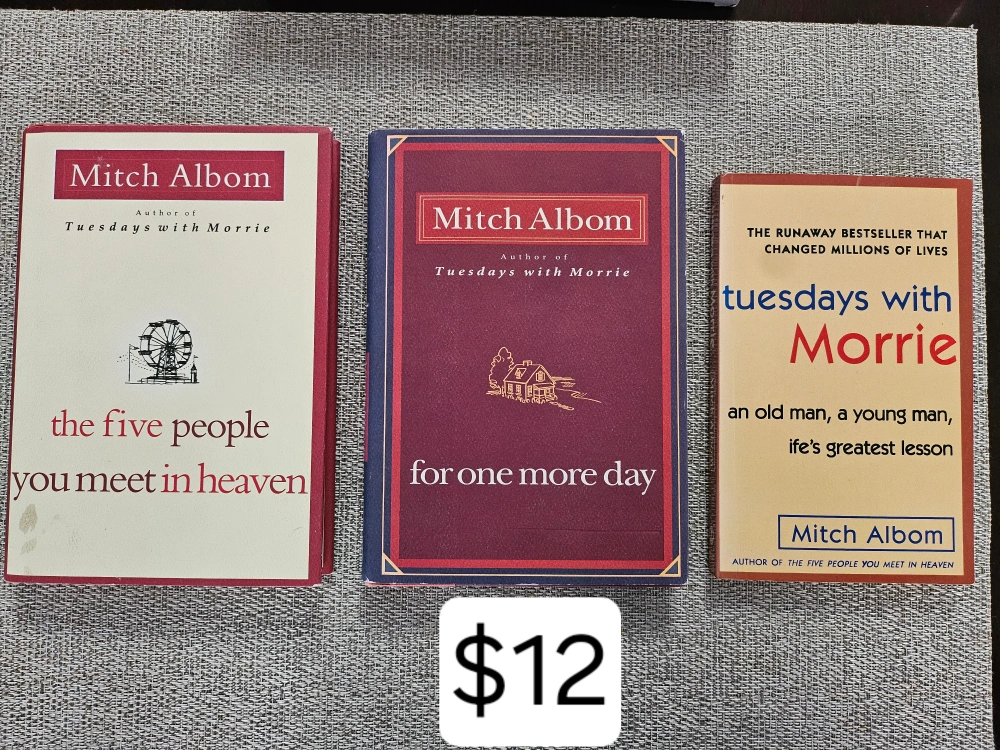 Mitch Albom
Author of
Tuesdays with Morrie
the five people
you meet in heaven
Mitch Albom
Author of
Tuesdays with Morrie
for one more day
THE RUNAWAY BESTSELLER THAT
CHANGED MILLIONS OF LIVES
tuesdays with
Morrie
an old man, a young man,
ife's greatest lesson
Mitch Albom
AUTHOR OF THE FIVE PEOPLE YOU MEET IN HEAVEN
$12